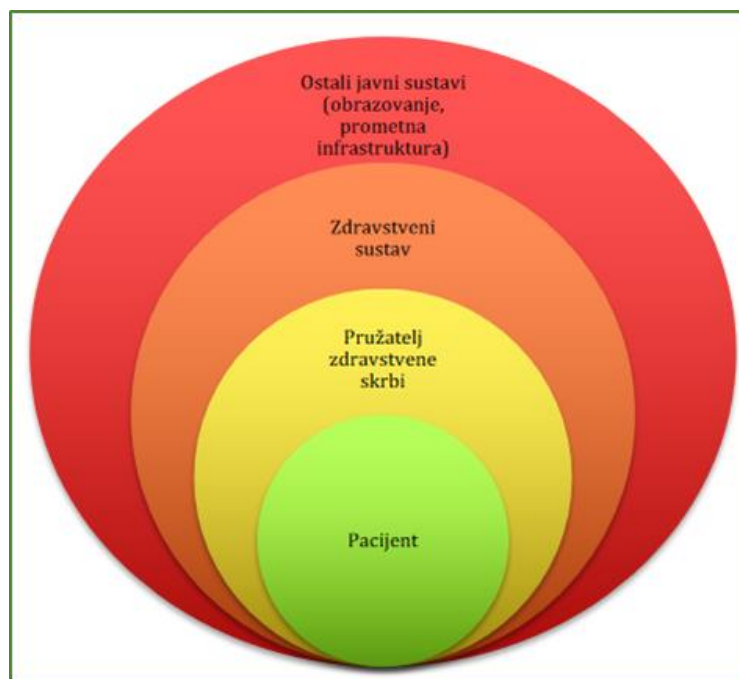 Ostali javni sustavi
(obrazovanje,
prometna
infrastruktura)
Zdravstveni
sustav
Pružatelj
zdravstvene
skrbi
Pacijent